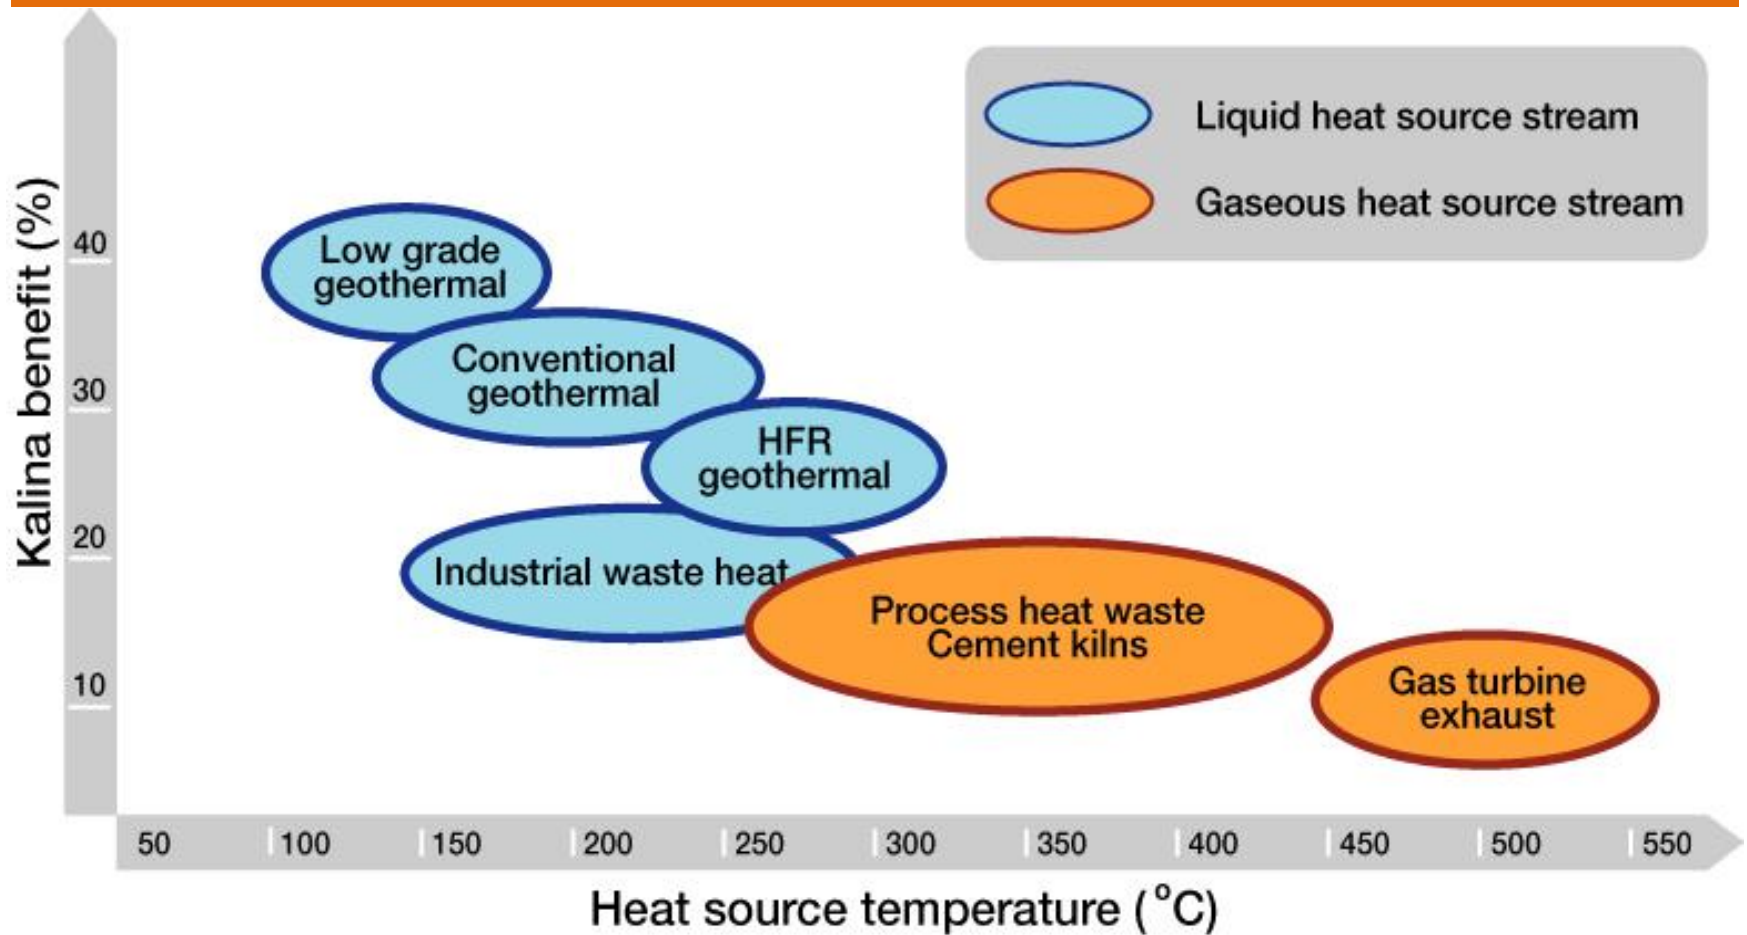 Kalina benefit (%)
40
30
20
10
Liquid heat source stream
Gaseous heat source stream
Low grade
geothermal
Conventional
geothermal
HFR
geothermal
Industrial waste heat
Process heat waste
Cement kilns
Gas turbine
exhaust
50 100 150 200 250 300 350 400 450 500 550
Heat source temperature (°C)